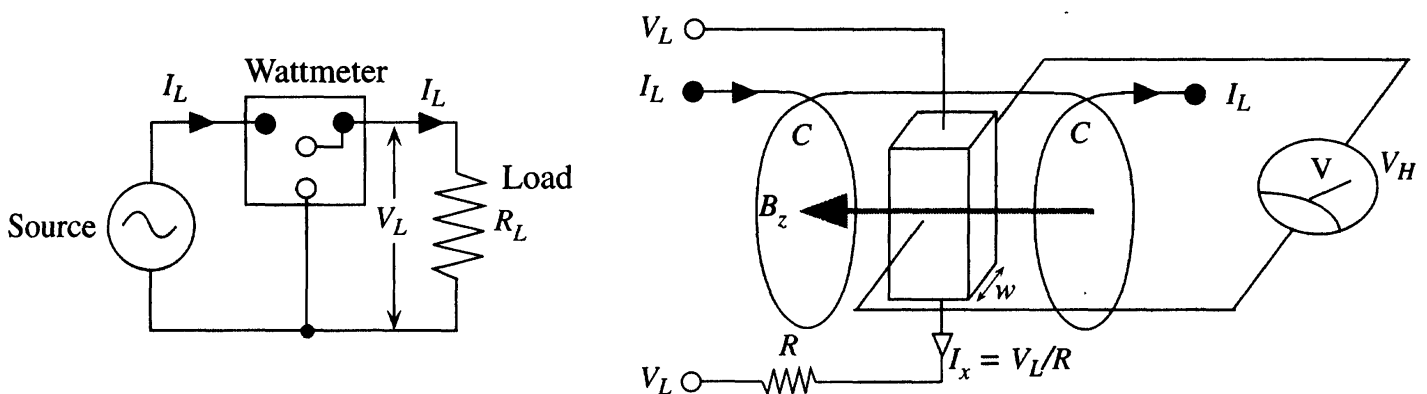 Wattmeter
I_L
I_L
Source
V_L
Load
R_L
V_L
I_L
C
C
I_L
B_z
w
V
V_H
R
V_L
I_x = V_L/R